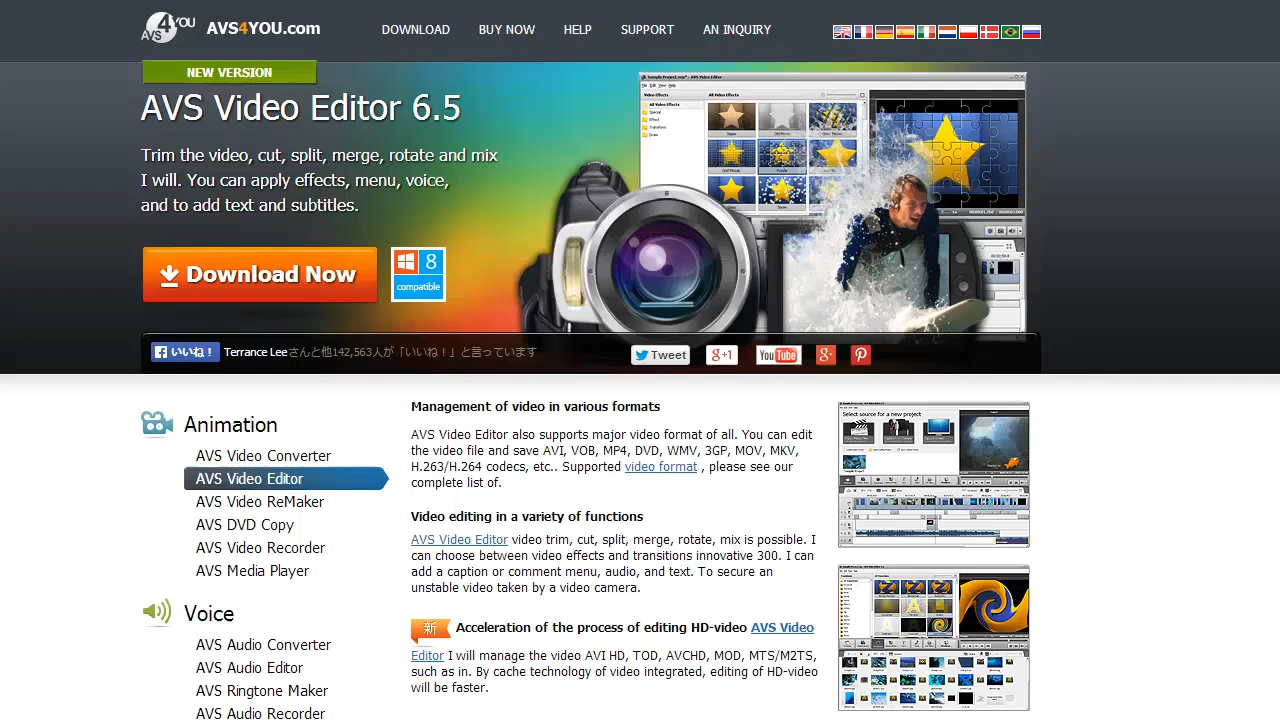 AVS4YOU AVS4YOU.com DOWNLOAD BUY NOW HELP SUPPORT AN INQUIRY
NEW VERSION
AVS Video Editor 6.5
Trim the video, cut, split, merge, rotate and mix
I will. You can apply effects, menu, voice,
and to add text and subtitles.
Download Now
8
compatible
いいね！ Terrance Leeさんと他142,563人が「いいね！」と言っています
Tweet +1 YouTube
Animation
AVS Video Converter
AVS Video Editor
AVS Video ReMaker
AVS DVD Copy
AVS Video Recorder
AVS Media Player
Voice
AVS Audio Converter
AVS Audio Editor
AVS Ringtone Maker
AVS Audio Recorder
Management of video in various formats
AVS Video Editor also supports major video format of all. You can edit
the video file and save AVI, VOB, MP4, DVD, WMV, 3GP, MOV, MKV,
H.263/H.264 codecs, etc.. Supported video format , please see our
complete list of.
Video editing in a variety of functions
AVS Video Editor video trim, cut, split, merge, rotate, mix is possible. I
can choose between video effects and transitions innovative 300. I can
add a caption or comment menu, audio, and text. To secure an
unstable video taken by a video camera.
新 Acceleration of the process of editing HD-video AVS Video
Editor I will manage the video AVI HD, TOD, AVCHD, MOD, MTS/M2TS,
such as in. By cache technology of video integrated, editing of HD-video
will be faster.
Select source for a new project